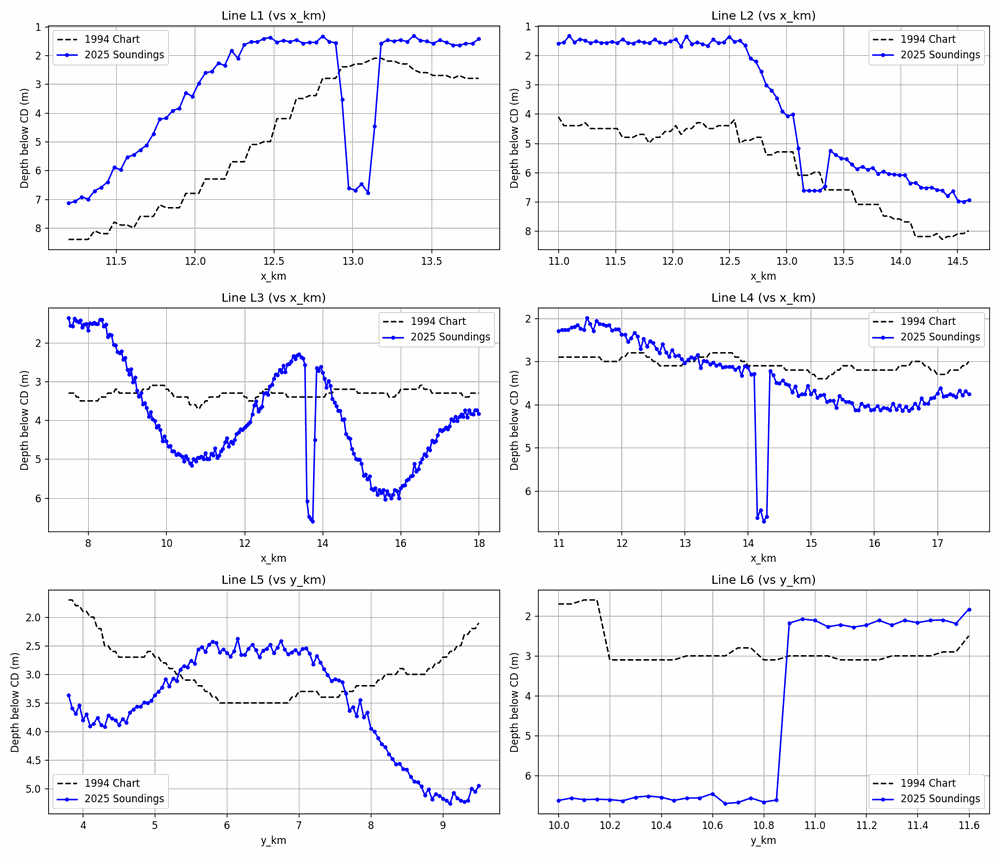 Line L1 (vs x_km)
1994 Chart
2025 Soundings
Depth below CD (m)
1
2
3
4
5
6
7
8
11.5
12.0
12.5
13.0
13.5
x_km
Line L2 (vs x_km)
1994 Chart
2025 Soundings
Depth below CD (m)
1
2
3
4
5
6
7
8
11.0
11.5
12.0
12.5
13.0
13.5
14.0
14.5
x_km
Line L3 (vs x_km)
1994 Chart
2025 Soundings
Depth below CD (m)
2
3
4
5
6
8
10
12
14
16
18
x_km
Line L4 (vs x_km)
1994 Chart
2025 Soundings
Depth below CD (m)
2
3
4
5
6
11
12
13
14
15
16
17
x_km
Line L5 (vs y_km)
Depth below CD (m)
2.0
2.5
3.0
3.5
4.0
4.5
5.0
1994 Chart
2025 Soundings
4
5
6
7
8
9
y_km
Line L6 (vs y_km)
Depth below CD (m)
2
3
4
5
6
1994 Chart
2025 Soundings
10.0
10.2
10.4
10.6
10.8
11.0
11.2
11.4
11.6
y_km